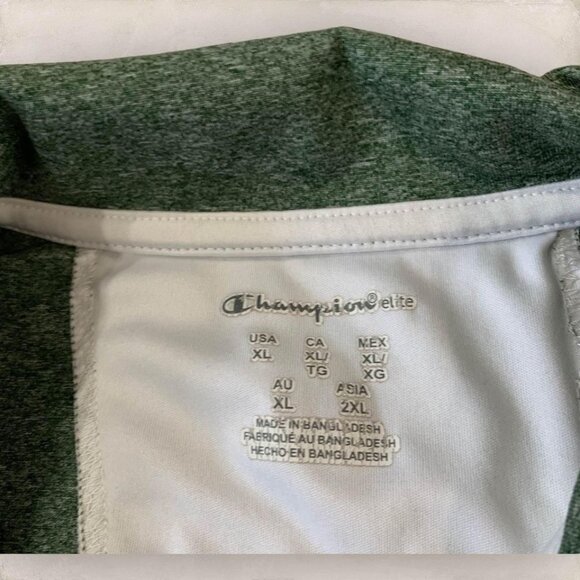 Champion® elite
USA CA MEX
XL XL/ XL/
TG XG
AU ASIA
XL 2XL
MADE IN BANGLADESH
FABRIQUÉ AU BANGLADESH
HECHO EN BANGLADESH